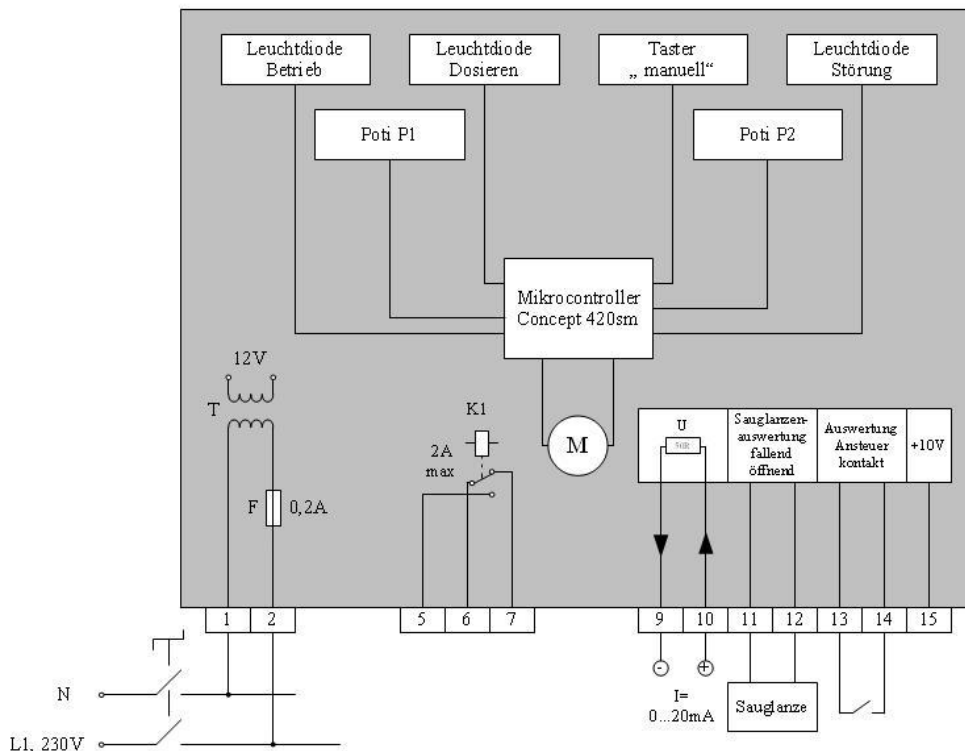 Leuchtdiode
Betrieb
Leuchtdiode
Dosieren
Taster
„ manuell“
Leuchtdiode
Störung
Poti P1
Poti P2
Mikrocontroller
Concept 420sm
12V
T
F
0,2A
K1
2A
max
M
U
Sauglanzen-
auswertung
fallend
öffnend
Auswertung
Ansteuer
kontakt
+10V
1
2
5
6
7
9
10
11
12
13
14
15
-
+
I=
0...20mA
Sauglanze
N
L1, 230V